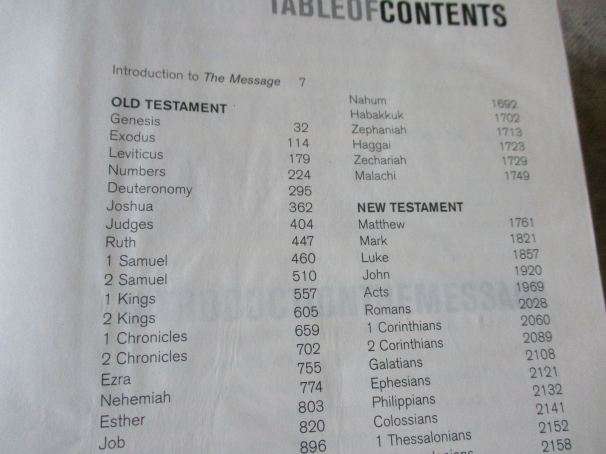 TABLEOFCONTENTS
Introduction to The Message 7
OLD TESTAMENT
Genesis 32
Exodus 114
Leviticus 179
Numbers 224
Deuteronomy 295
Joshua 362
Judges 404
Ruth 447
1 Samuel 460
2 Samuel 510
1 Kings 557
2 Kings 605
1 Chronicles 659
2 Chronicles 702
Ezra 755
Nehemiah 774
Esther 803
Job 820
896
Nahum 1692
Habakkuk 1702
Zephaniah 1713
Haggai 1723
Zechariah 1729
Malachi 1749
NEW TESTAMENT
Matthew 1761
Mark 1821
Luke 1857
John 1920
Acts 1969
Romans 2028
1 Corinthians 2060
2 Corinthians 2089
Galatians 2108
Ephesians 2121
Philippians 2132
Colossians 2141
1 Thessalonians 2152
2158